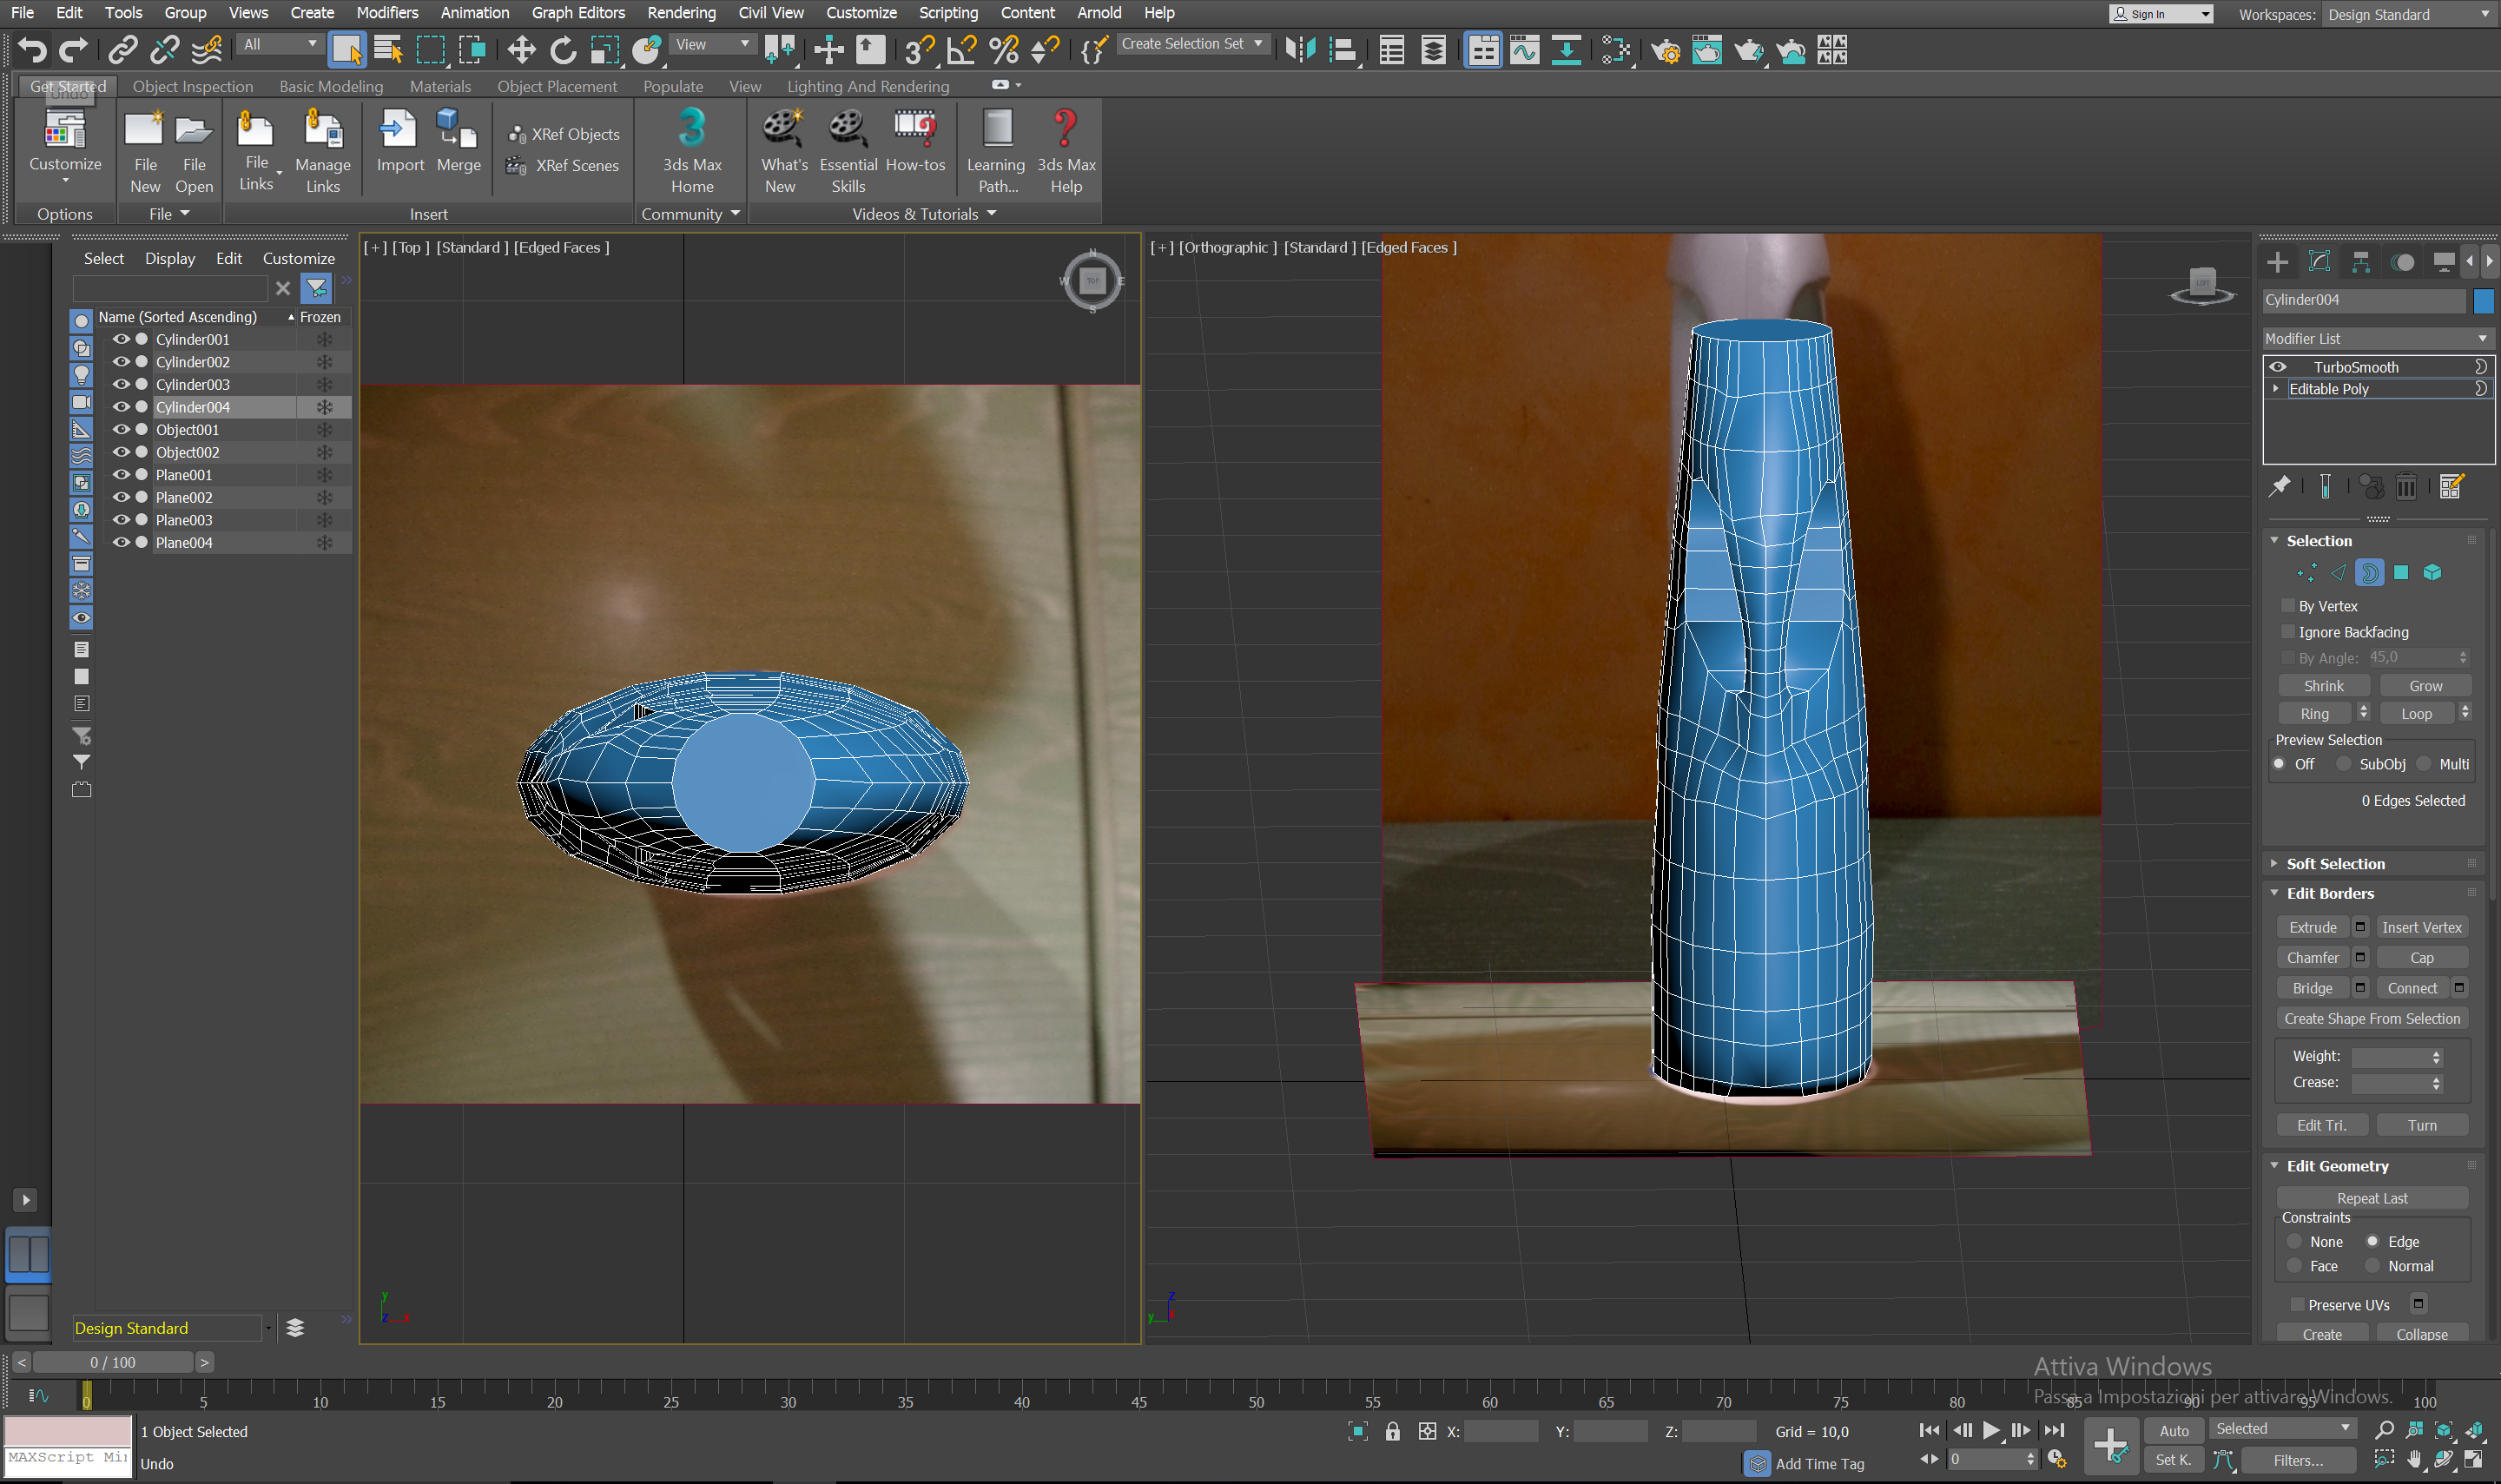 File Edit Tools Group Views Create Modifiers Animation Graph Editors Rendering Civil View Customize Scripting Content Arnold Help
Sign In Workspaces: Design Standard
All View Create Selection Set
Get Started Object Inspection Basic Modeling Materials Object Placement Populate View Lighting And Rendering
Undo
Customize
File New
File Open
File Links
Manage Links
Import
Merge
XRef Objects
XRef Scenes
3ds Max Home
What's New
Essential Skills
How-tos
Learning Path...
3ds Max Help
Options File Insert Community Videos & Tutorials
Select Display Edit Customize
Name (Sorted Ascending) Frozen
Cylinder001
Cylinder002
Cylinder003
Cylinder004
Object001
Object002
Plane001
Plane002
Plane003
Plane004
Design Standard
[+] [Top ] [Standard ] [Edged Faces ]
N
W TOP E
S
y
z x
[+] [Orthographic ] [Standard ] [Edged Faces ]
LEFT
z
y
Cylinder004
Modifier List
TurboSmooth
Editable Poly
Selection
By Vertex
Ignore Backfacing
By Angle: 45,0
Shrink Grow
Ring Loop
Preview Selection
Off SubObj Multi
0 Edges Selected
Soft Selection
Edit Borders
Extrude Insert Vertex
Chamfer Cap
Bridge Connect
Create Shape From Selection
Weight:
Crease:
Edit Tri. Turn
Edit Geometry
Repeat Last
Constraints
None Edge
Face Normal
Preserve UVs
Create Collapse
< 0 / 100 >
Attiva Windows
Passa a Impostazioni per attivare Windows.
0 5 10 15 20 25 30 35 40 45 50 55 60 65 70 75 80 85 90 95 100
1 Object Selected
X: Y: Z: Grid = 10,0
Auto Selected
MAXScript Mi
Undo
Add Time Tag
0
Set K. Filters...